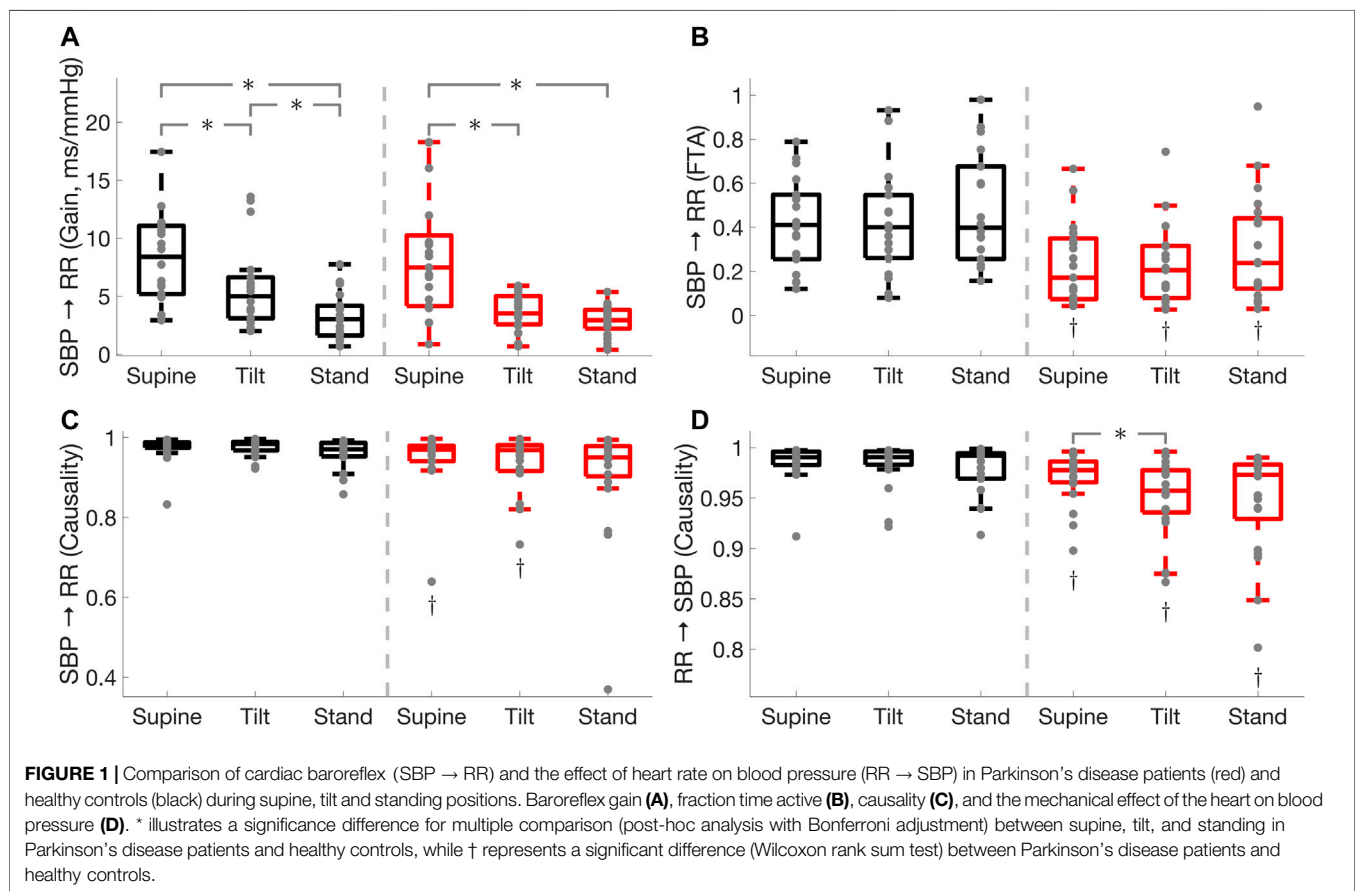 A
SBP → RR (Gain, ms/mmHg)
20
15
10
5
0
* * * * *
Supine Tilt Stand Supine Tilt Stand
B
SBP → RR (FTA)
1
0.8
0.6
0.4
0.2
0
† † †
Supine Tilt Stand Supine Tilt Stand
C
SBP → RR (Causality)
1
0.8
0.6
0.4
† †
Supine Tilt Stand Supine Tilt Stand
D
RR → SBP (Causality)
1
0.95
0.9
0.85
0.8
*
† † †
Supine Tilt Stand Supine Tilt Stand
FIGURE 1 | Comparison of cardiac baroreflex (SBP → RR) and the effect of heart rate on blood pressure (RR → SBP) in Parkinson's disease patients (red) and
healthy controls (black) during supine, tilt and standing positions. Baroreflex gain (A), fraction time active (B), causality (C), and the mechanical effect of the heart on blood
pressure (D). * illustrates a significance difference for multiple comparison (post-hoc analysis with Bonferroni adjustment) between supine, tilt, and standing in
Parkinson's disease patients and healthy controls, while † represents a significant difference (Wilcoxon rank sum test) between Parkinson's disease patients and
healthy controls.